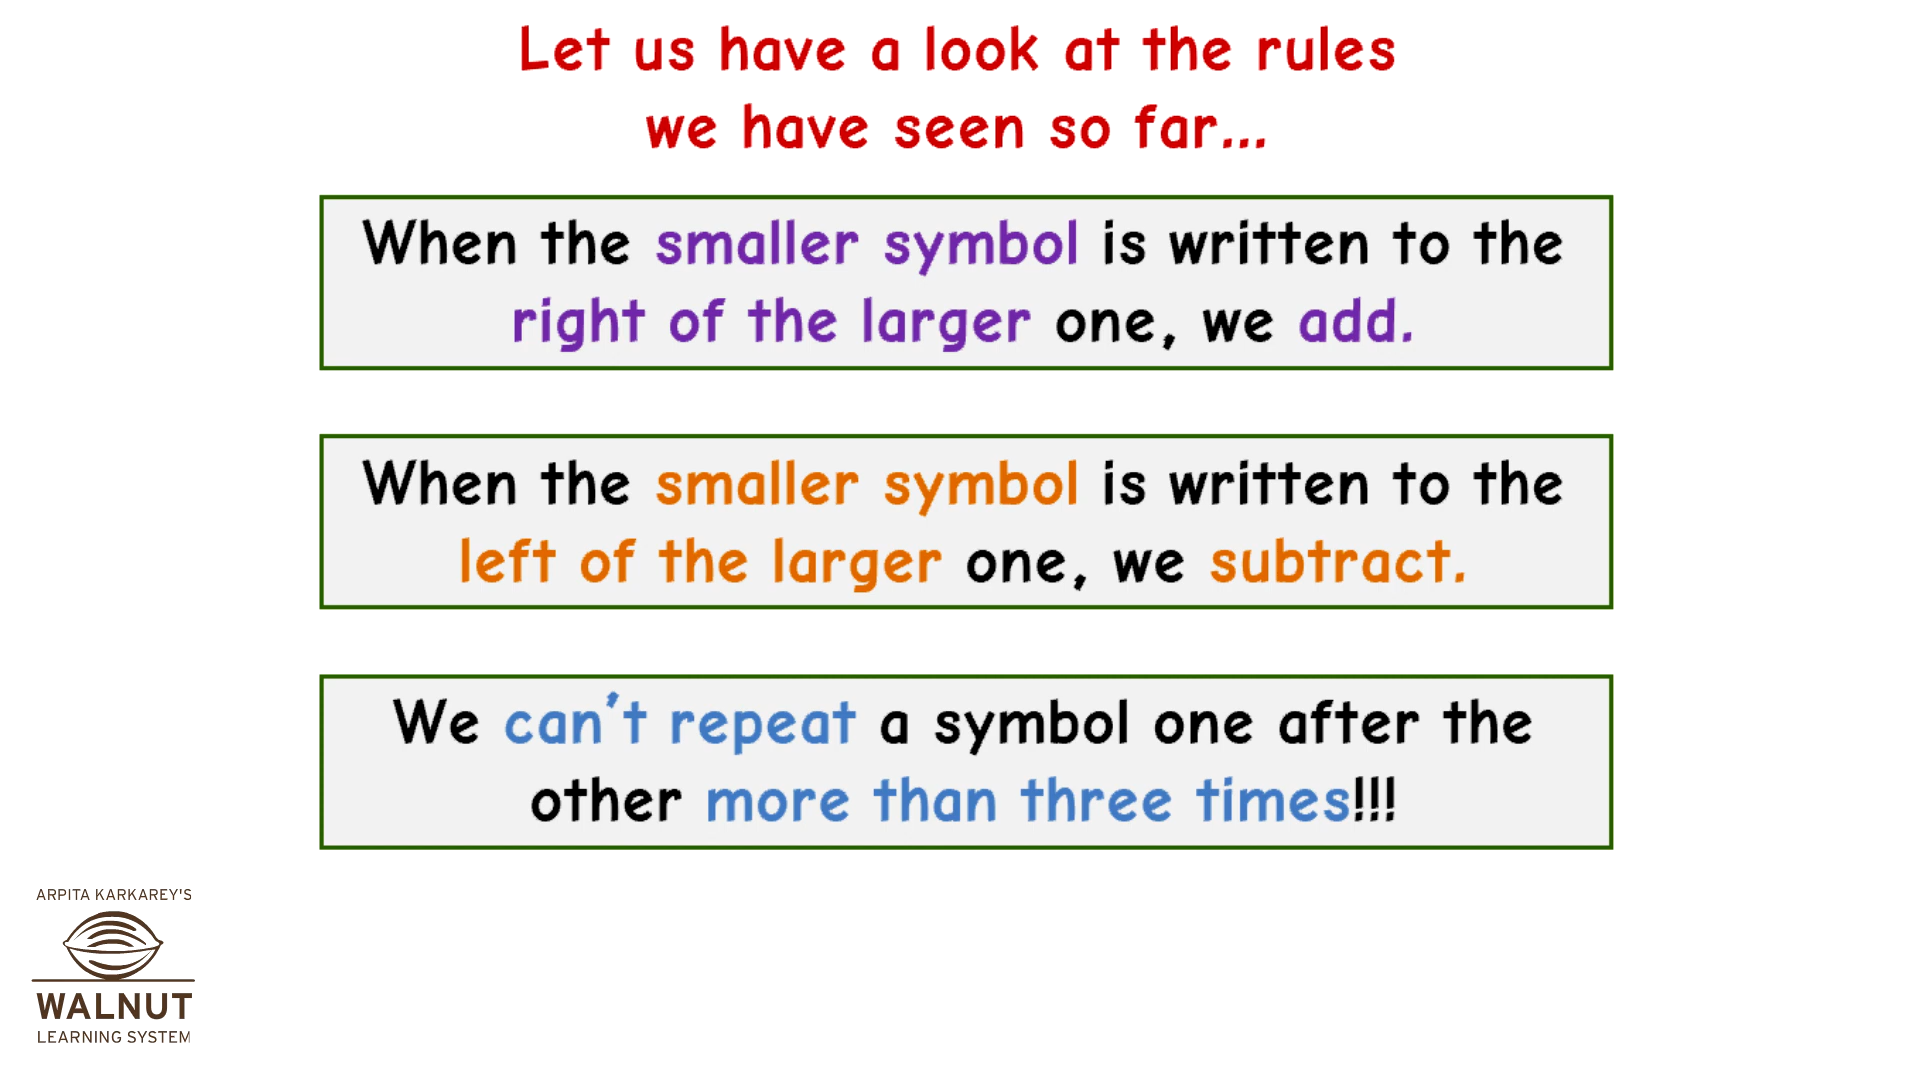 Let us have a look at the rules
we have seen so far...
When the smaller symbol is written to the
right of the larger one, we add.
When the smaller symbol is written to the
left of the larger one, we subtract.
We can't repeat a symbol one after the
other more than three times!!!
ARPITA KARKAREY'S
WALNUT
LEARNING SYSTEM